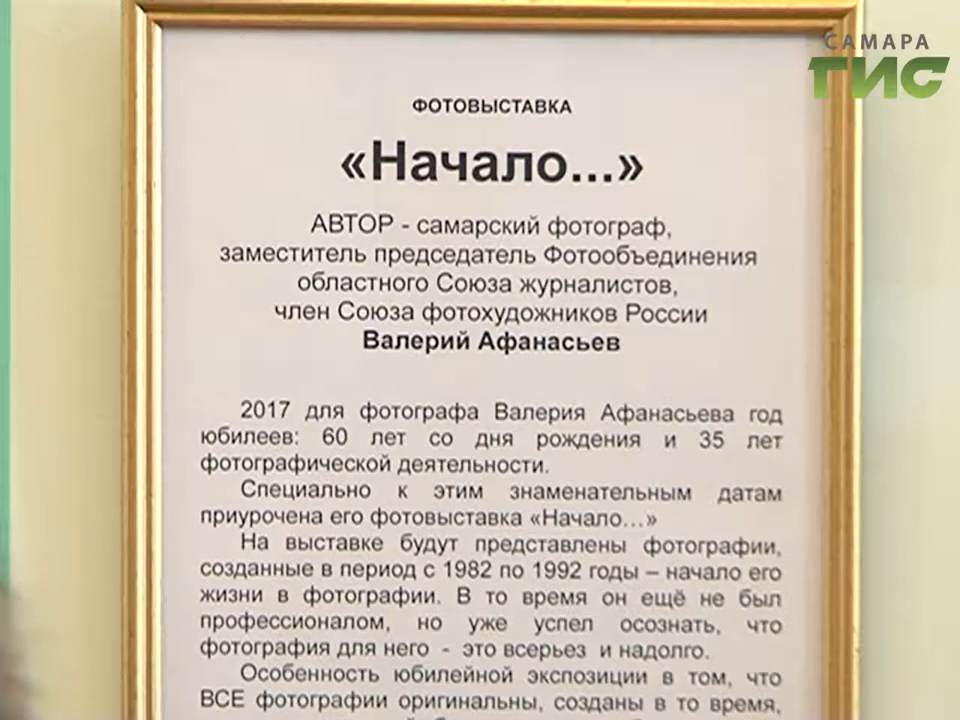 САМАРА
ГИС
ФОТОВЫСТАВКА
«Начало...»
АВТОР - самарский фотограф,
заместитель председатель Фотообъединения
областного Союза журналистов,
член Союза фотохудожников России
Валерий Афанасьев
2017 для фотографа Валерия Афанасьева год
юбилеев: 60 лет со дня рождения и 35 лет
фотографической деятельности.
Специально к этим знаменательным датам
приурочена его фотовыставка «Начало...»
На выставке будут представлены фотографии,
созданные в период с 1982 по 1992 годы – начало его
жизни в фотографии. В то время он ещё не был
профессионалом, но уже успел осознать, что
фотография для него - это всерьез и надолго.
Особенность юбилейной экспозиции в том, что
ВСЕ фотографии оригинальны, созданы в то время,